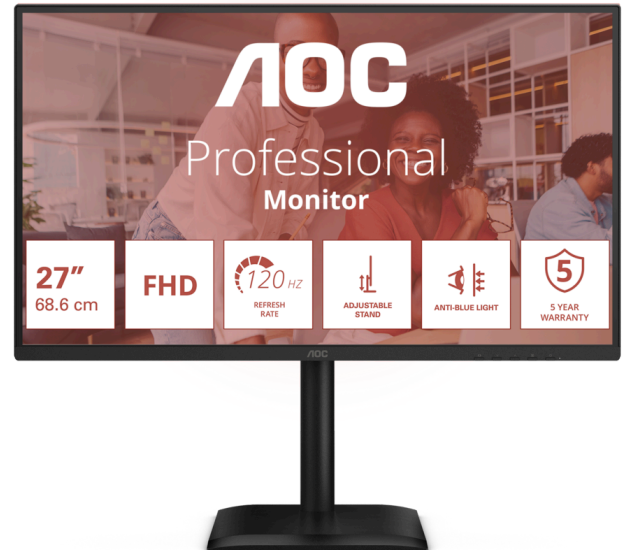 AOC
Professional
Monitor
27"
68.6 cm
FHD
120 HZ
REFRESH
RATE
ADJUSTABLE
STAND
ANTI-BLUE LIGHT
5
5 YEAR
WARRANTY
AOC